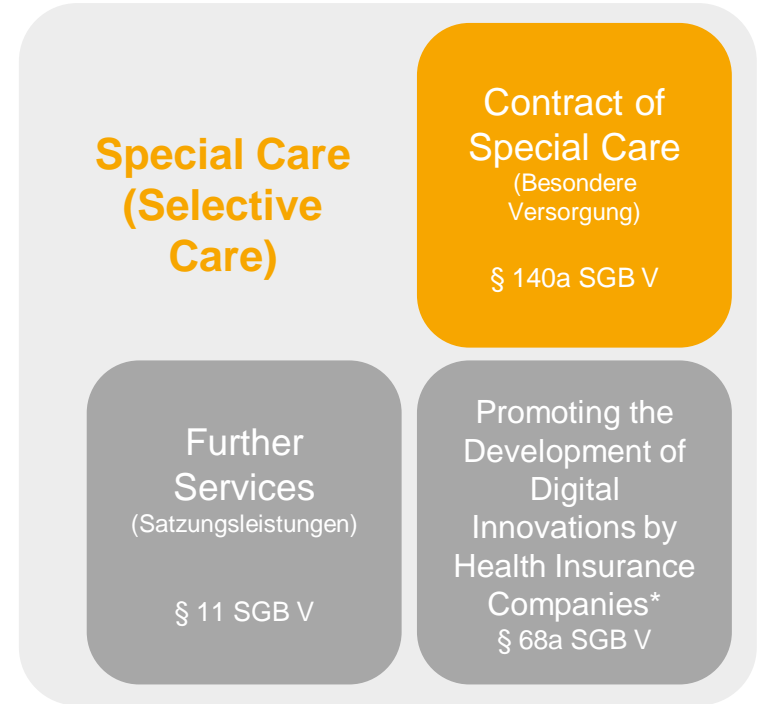 Special Care
(Selective
Care)
Contract of
Special Care
(Besondere
Versorgung)
§ 140a SGB V
Further
Services
(Satzungsleistungen)
§ 11 SGB V
Promoting the
Development of
Digital
Innovations by
Health Insurance
Companies*
§ 68a SGB V